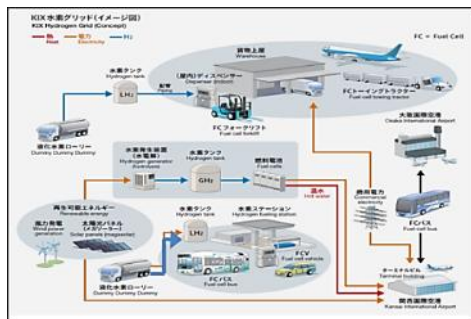 KIX 水素グリッド(イメージ図)
KIX Hydrogen Grid (Concept)
熱
Heat
電力
Electricity
H2
FC = Fuel Cell
貨物上屋
Warehouse
水素タンク
Hydrogen tank
LH2
配管
Piping
(屋内)ディスペンサー
Dispenser (indoor)
FCフォークリフト
Fuel cell forklift
FCトーイングトラクター
Fuel cell towing tractor
液化水素ローリー
Dummy Dummy Dummy
大阪国際空港
Osaka International Airport
水素発生装置
(水電解)
Hydrogen generator
水素タンク
Hydrogen tank
GH2
燃料電池
Fuel cells
温水
Hot water
商用電力
Commercial
electricity
FCバス
Fuel cell bus
再生可能エネルギー
Renewable energy
風力発電
Wind power
generation
太陽光パネル
(メガソーラー)
Solar panels (megasolar)
水素タンク
Hydrogen tank
LH2
水素ステーション
Hydrogen fueling station
FCV
Fuel cell vehicle
FCバス
Fuel cell bus
液化水素ローリー
Dummy Dummy Dummy
ターミナルビル
Terminal building
関西国際空港
Kansai International Airport